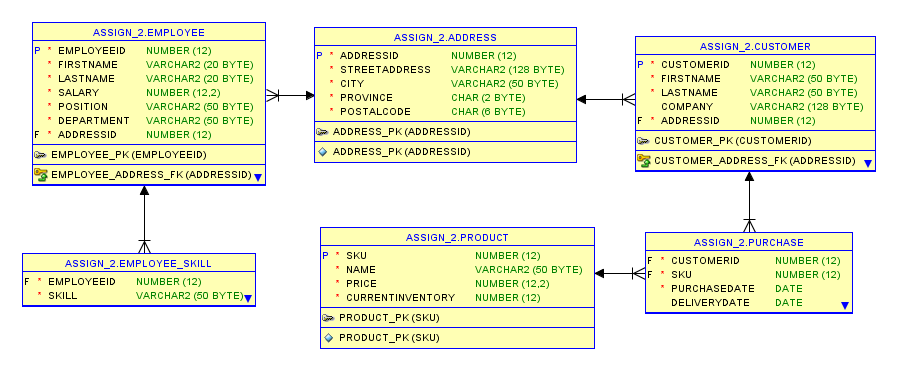 ASSIGN_2.EMPLOYEE
P * EMPLOYEEID NUMBER (12)
* FIRSTNAME VARCHAR2 (20 BYTE)
* LASTNAME VARCHAR2 (20 BYTE)
* SALARY NUMBER (12,2)
* POSITION VARCHAR2 (50 BYTE)
* DEPARTMENT VARCHAR2 (50 BYTE)
F * ADDRESSID NUMBER (12)
EMPLOYEE_PK (EMPLOYEEID)
EMPLOYEE_ADDRESS_FK (ADDRESSID)
ASSIGN_2.ADDRESS
P * ADDRESSID NUMBER (12)
* STREETADDRESS VARCHAR2 (128 BYTE)
* CITY VARCHAR2 (50 BYTE)
* PROVINCE CHAR (2 BYTE)
* POSTALCODE CHAR (6 BYTE)
ADDRESS_PK (ADDRESSID)
ADDRESS_PK (ADDRESSID)
ASSIGN_2.CUSTOMER
P * CUSTOMERID NUMBER (12)
* FIRSTNAME VARCHAR2 (50 BYTE)
* LASTNAME VARCHAR2 (50 BYTE)
COMPANY VARCHAR2 (128 BYTE)
F * ADDRESSID NUMBER (12)
CUSTOMER_PK (CUSTOMERID)
CUSTOMER_ADDRESS_FK (ADDRESSID)
ASSIGN_2.EMPLOYEE_SKILL
F * EMPLOYEEID NUMBER (12)
* SKILL VARCHAR2 (50 BYTE)
ASSIGN_2.PRODUCT
P * SKU NUMBER (12)
* NAME VARCHAR2 (50 BYTE)
* PRICE NUMBER (12,2)
* CURRENTINVENTORY NUMBER (12)
PRODUCT_PK (SKU)
PRODUCT_PK (SKU)
ASSIGN_2.PURCHASE
F * CUSTOMERID NUMBER (12)
F * SKU NUMBER (12)
* PURCHASEDATE DATE
DELIVERYDATE DATE